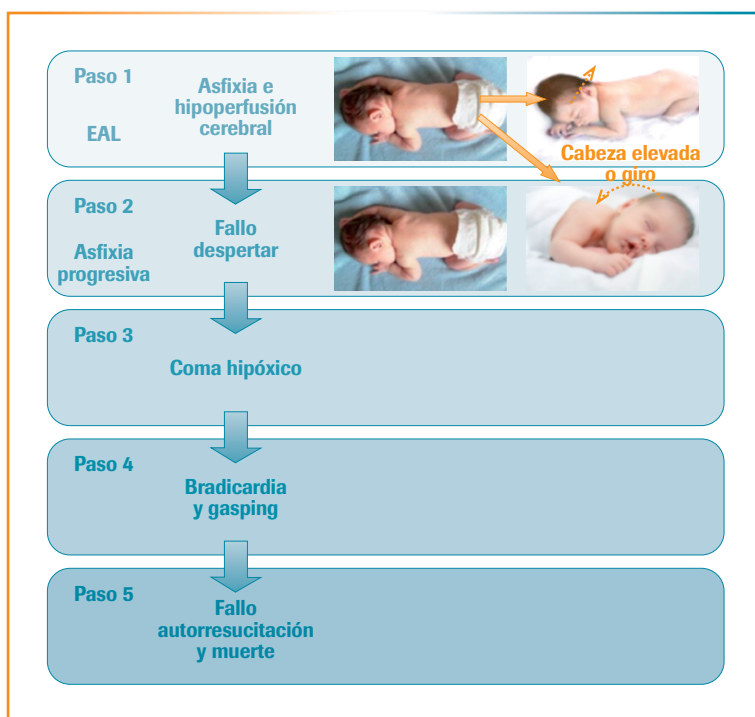 Paso 1
EAL
Asfixia e
hipoperfusión
cerebral
Cabeza elevada
o giro
Paso 2
Asfixia
progresiva
Fallo
despertar
Paso 3
Coma hipóxico
Paso 4
Bradicardia
y gasping
Paso 5
Fallo
autorresucitación
y muerte